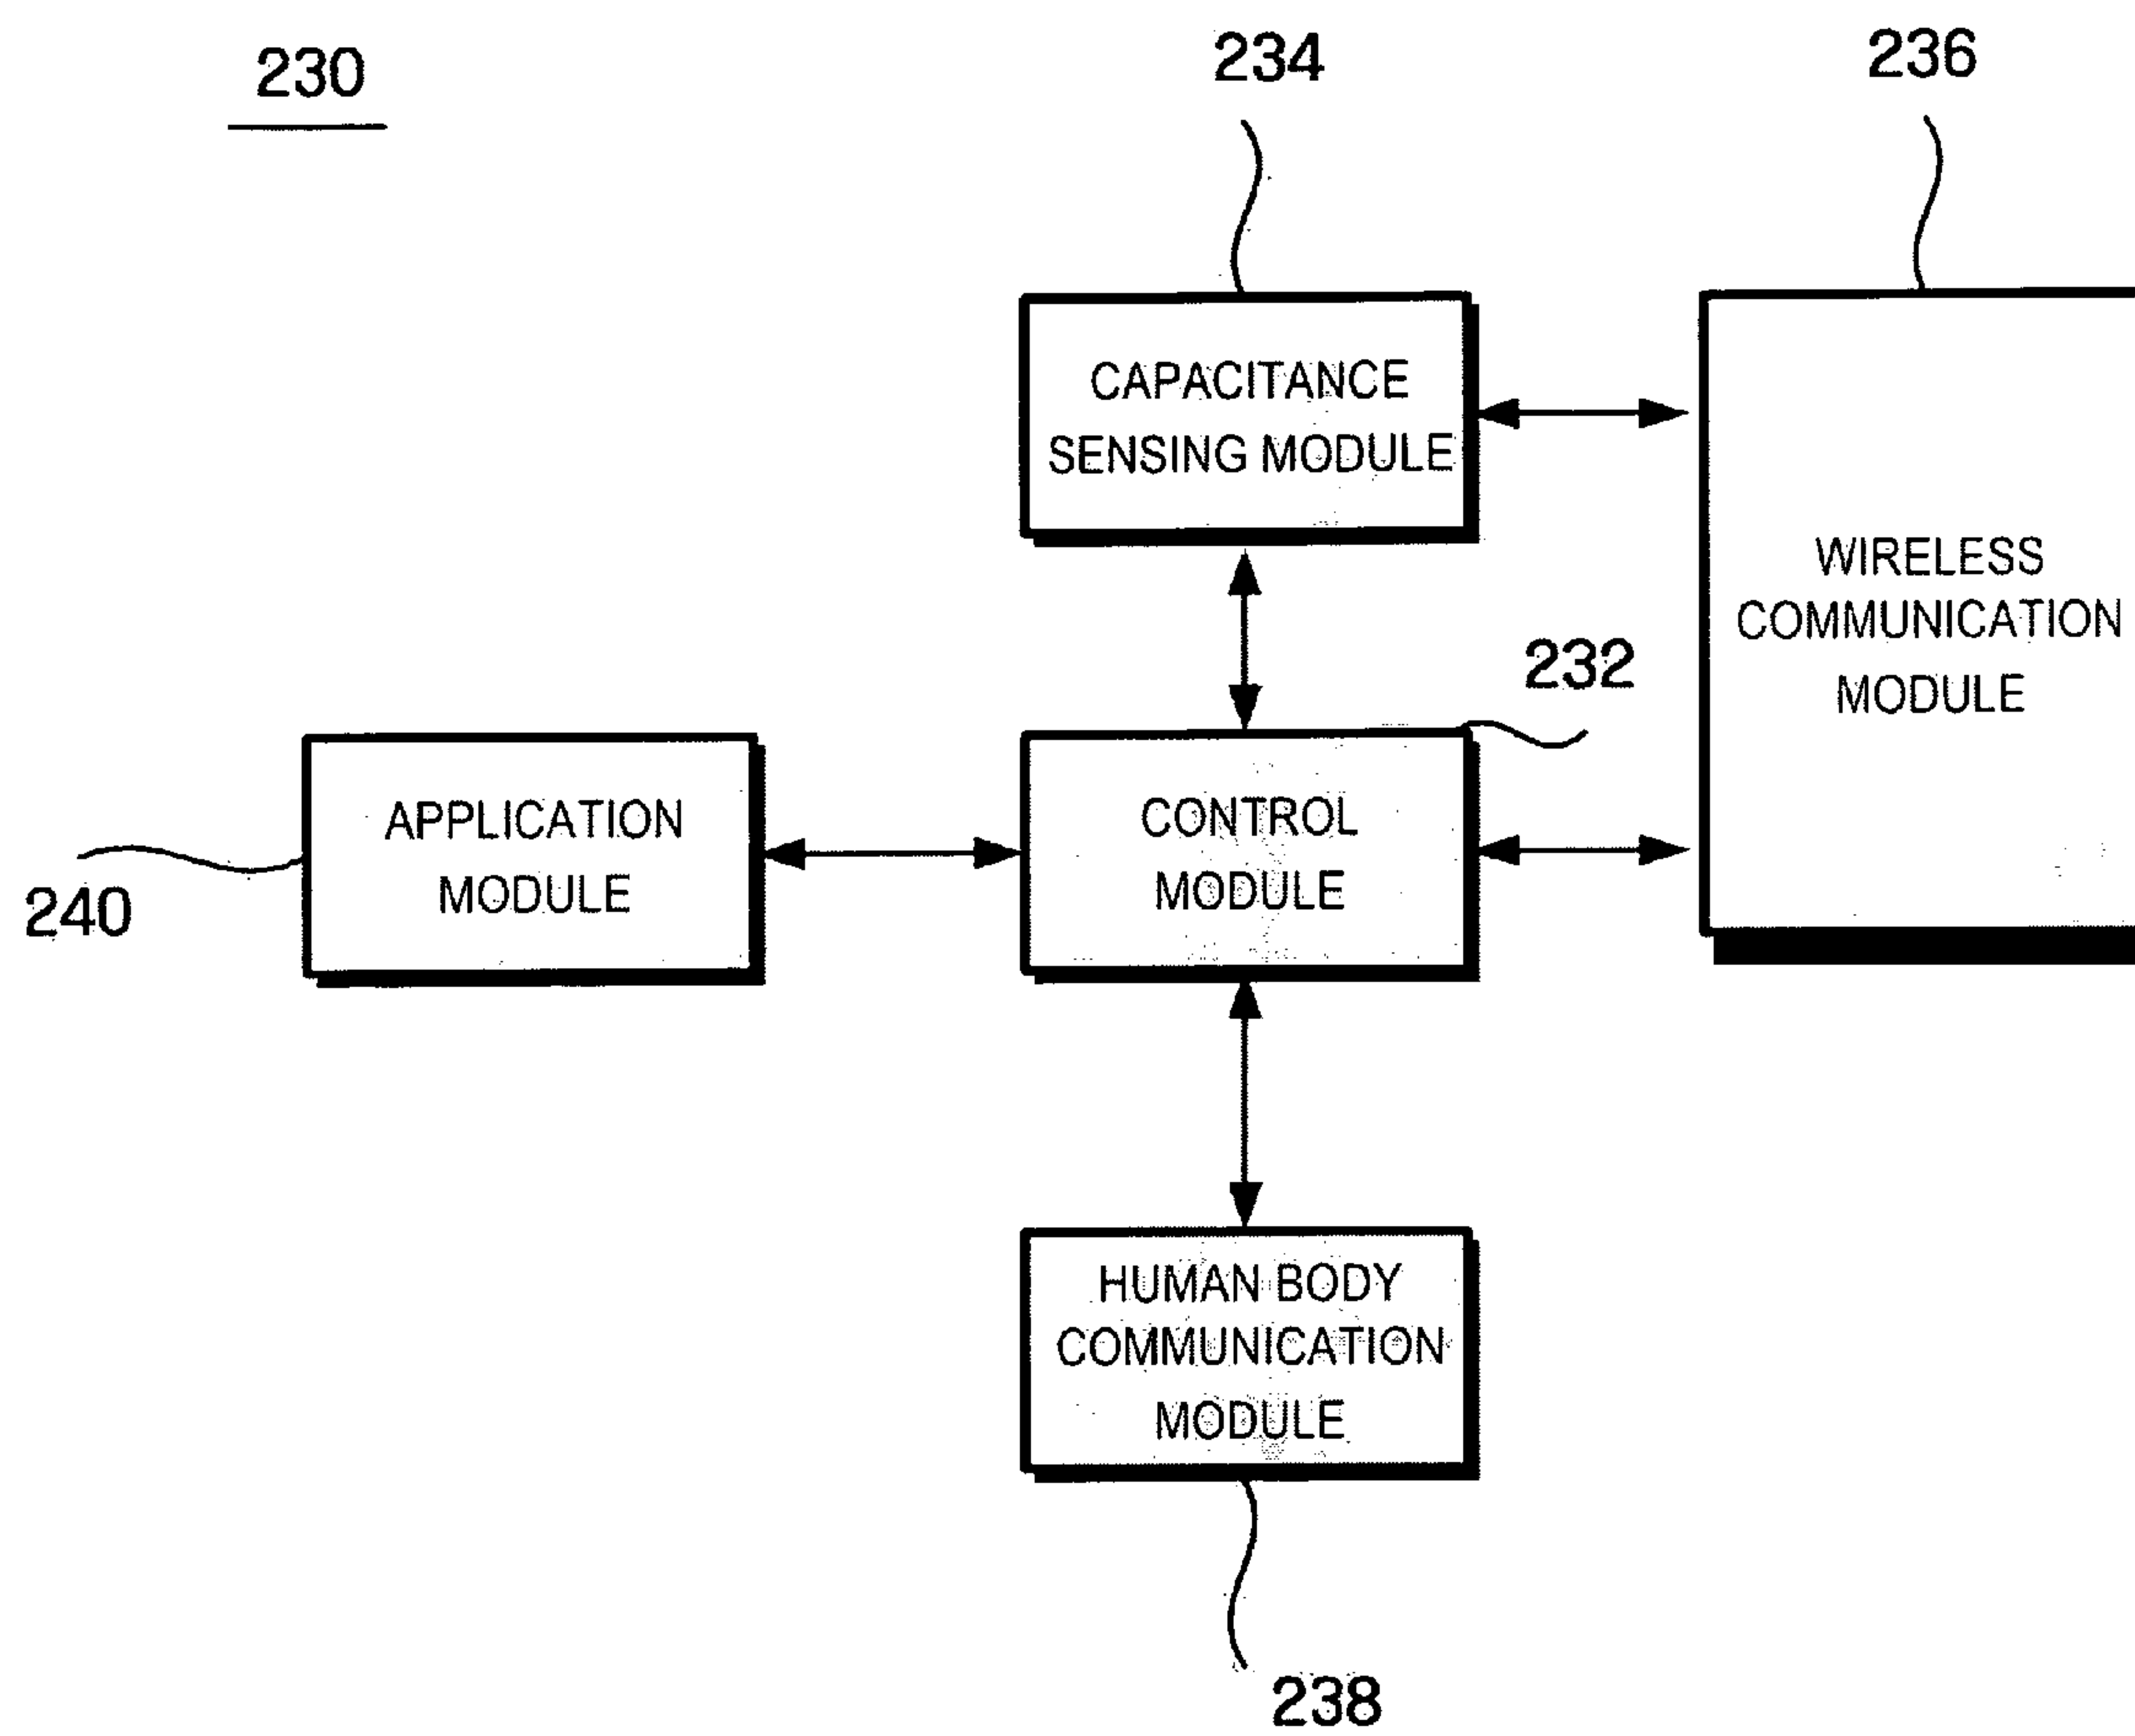 230
234
236
CAPACITANCE
SENSING MODULE
WIRELESS
COMMUNICATION
MODULE
232
APPLICATION
MODULE
CONTROL
MODULE
240
HUMAN BODY
COMMUNICATION
MODULE
238